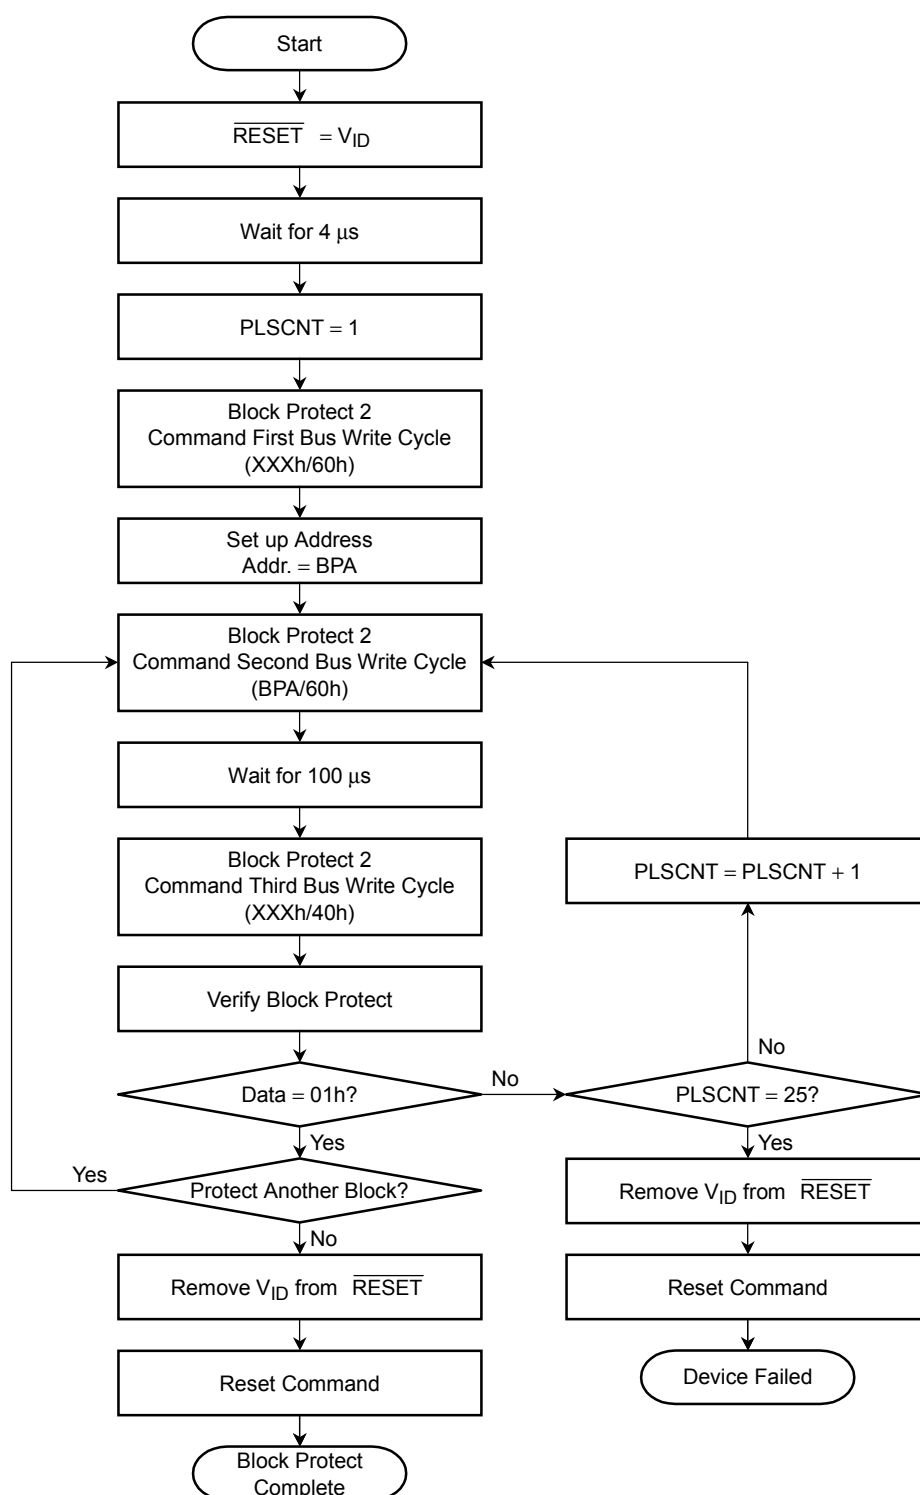 Start
RESET = VID
Wait for 4 μs
PLSCNT = 1
Block Protect 2
Command First Bus Write Cycle
(XXXh/60h)
Set up Address
Addr. = BPA
Block Protect 2
Command Second Bus Write Cycle
(BPA/60h)
Wait for 100 μs
Block Protect 2
Command Third Bus Write Cycle
(XXXh/40h)
PLSCNT = PLSCNT + 1
Verify Block Protect
No
Data = 01h?
No
PLSCNT = 25?
Yes
Yes
Yes
Protect Another Block?
Remove VID from RESET
No
Remove VID from RESET
Reset Command
Reset Command
Device Failed
Block Protect
Complete